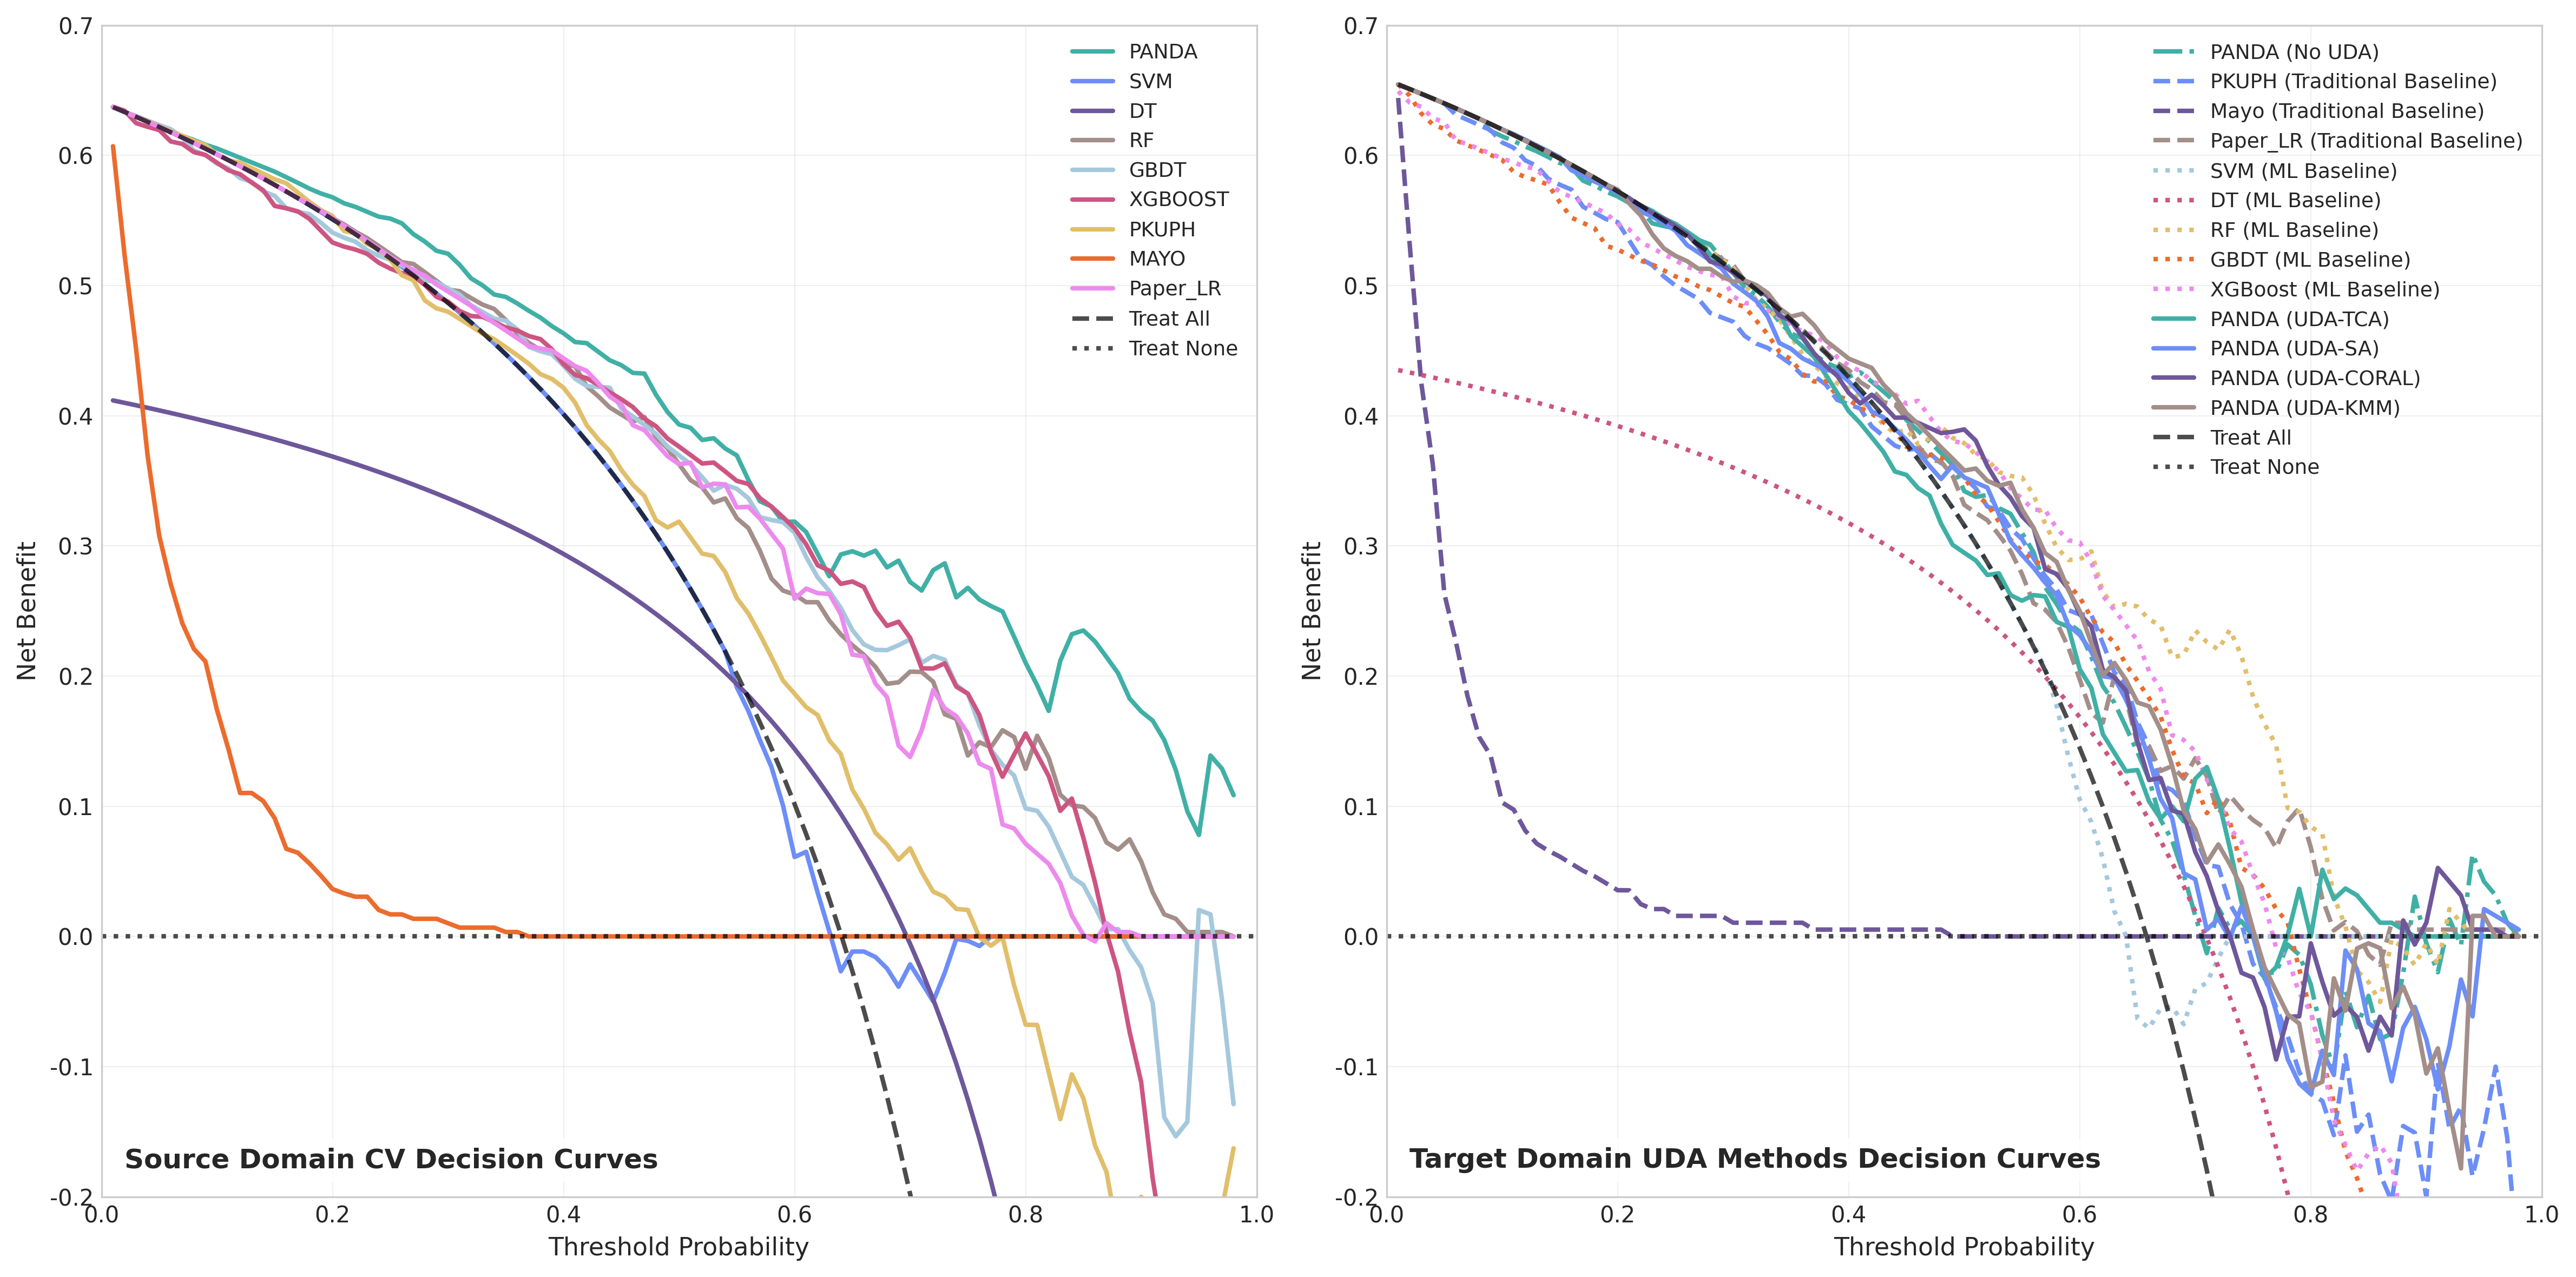 0.7
0.6
0.5
0.4
0.3
0.2
0.1
0.0
-0.1
-0.2
Net Benefit
PANDA
SVM
DT
RF
GBDT
XGBOOST
PKUPH
MAYO
Paper_LR
Treat All
Treat None
Source Domain CV Decision Curves
0.0
0.2
0.4
0.6
0.8
1.0
Threshold Probability
0.7
0.6
0.5
0.4
0.3
0.2
0.1
0.0
-0.1
-0.2
Net Benefit
PANDA (No UDA)
PKUPH (Traditional Baseline)
Mayo (Traditional Baseline)
Paper_LR (Traditional Baseline)
SVM (ML Baseline)
DT (ML Baseline)
RF (ML Baseline)
GBDT (ML Baseline)
XGBoost (ML Baseline)
PANDA (UDA-TCA)
PANDA (UDA-SA)
PANDA (UDA-CORAL)
PANDA (UDA-KMM)
Treat All
Treat None
Target Domain UDA Methods Decision Curves
0.0
0.2
0.4
0.6
0.8
1.0
Threshold Probability